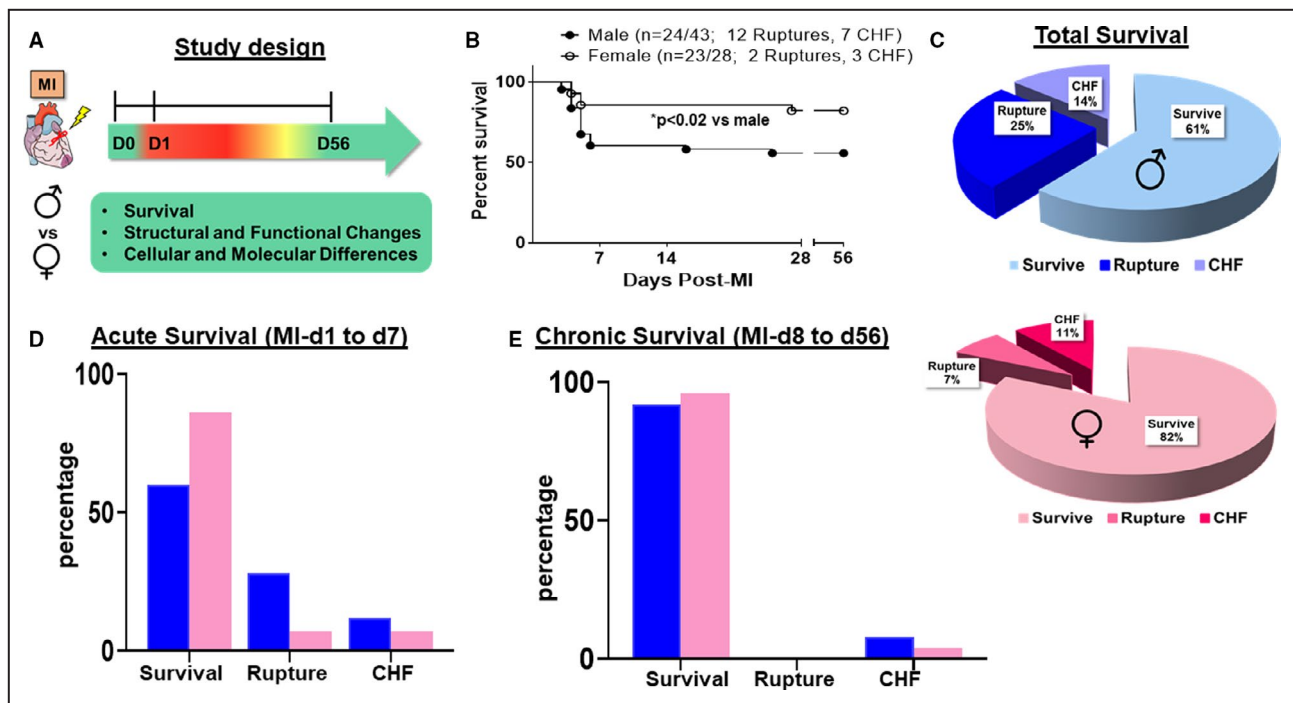 A
Study design
MI
D0 D1 D56
♂
vs
♀
• Survival
• Structural and Functional Changes
• Cellular and Molecular Differences
B
Male (n=24/43; 12 Ruptures, 7 CHF)
Female (n=23/28; 2 Ruptures, 3 CHF)
Percent survival
100
50
0
*p<0.02 vs male
7 14 28 56
Days Post-MI
C
Total Survival
CHF
14%
Rupture
25%
Survive
61%
♂
Survive Rupture CHF
CHF
11%
Rupture
7%
Survive
82%
♀
Survive Rupture CHF
D
Acute Survival (MI-d1 to d7)
percentage
100
50
0
Survival Rupture CHF
E
Chronic Survival (MI-d8 to d56)
percentage
100
50
0
Survival Rupture CHF